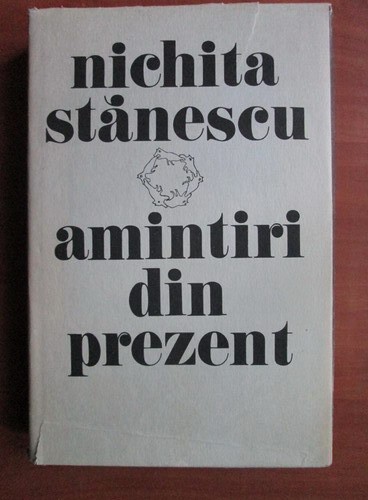 nichita
stănescu
amintiri
din
prezent